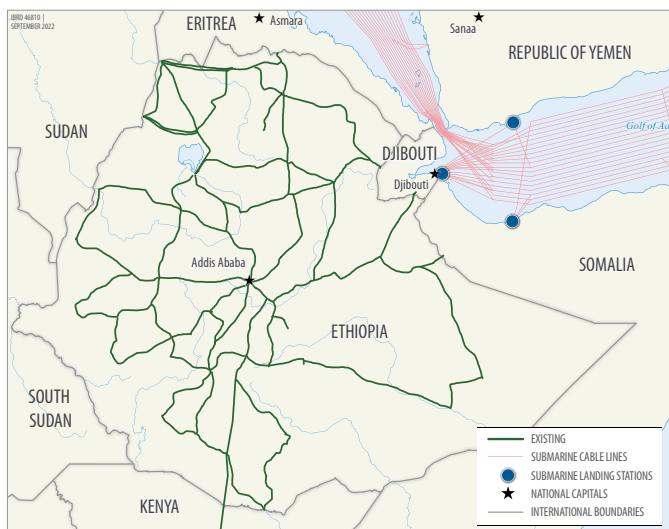 IBRD 46810 |
SEPTEMBER 2022
ERITREA
Asmara
Sanaa
REPUBLIC OF YEMEN
SUDAN
Gulf of Ad
DJIBOUTI
Djibouti
Addis Ababa
SOMALIA
ETHIOPIA
SOUTH
SUDAN
KENYA
EXISTING
SUBMARINE CABLE LINES
SUBMARINE LANDING STATIONS
NATIONAL CAPITALS
INTERNATIONAL BOUNDARIES